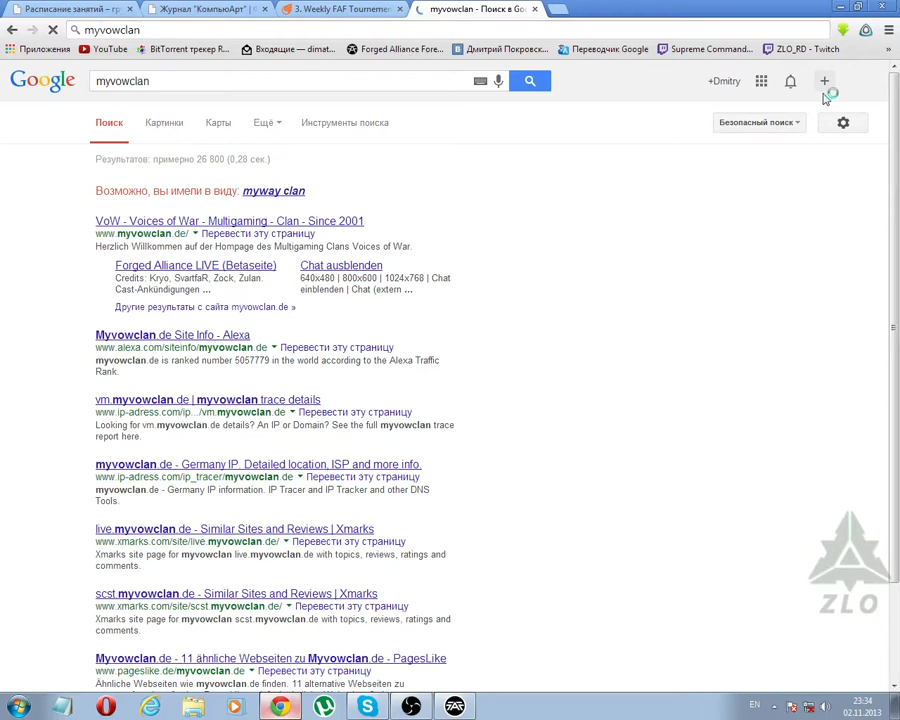 Расписание занятий – гр
Журнал "КомпьюАрт" ("
3. Weekly FAF Tournemen
myvowclan - Поиск в Goo
myvowclan
Приложения
YouTube
BitTorrent трекер R...
Входящие — dimat...
Forged Alliance Fore...
Дмитрий Покровск...
Переводчик Google
Supreme Command...
ZLO_RD - Twitch
»
Google
myvowclan
+Dmitry
Поиск
Картинки
Карты
Ещё
Инструменты поиска
Безопасный поиск
Результатов: примерно 26 800 (0,28 сек.)
Возможно, вы имели в виду: myway clan
VoW - Voices of War - Multigaming - Clan - Since 2001
www.myvowclan.de/ Перевести эту страницу
Herzlich Willkommen auf der Hompage des Multigaming Clans Voices of War.
Forged Alliance LIVE (Betaseite)
Chat ausblenden
Credits: Kryo, SvartfaR, Zock, Zulan.
640x480 | 800x600 | 1024x768 | Chat
Cast-Ankündigungen ...
einblenden | Chat (extern ...
Другие результаты с сайта myvowclan.de »
Myvowclan.de Site Info - Alexa
www.alexa.com/siteinfo/myvowclan.de Перевести эту страницу
myvowclan.de is ranked number 5057779 in the world according to the Alexa Traffic
Rank.
vm.myvowclan.de | myvowclan trace details
www.ip-adress.com/ip.../vm.myvowclan.de Перевести эту страницу
Looking for vm.myvowclan.de details? An IP or Domain? See the full myvowclan trace
report here.
myvowclan.de - Germany IP. Detailed location, ISP and more info.
www.ip-adress.com/ip_tracer/myvowclan.de Перевести эту страницу
myvowclan.de - Germany IP information. IP Tracer and IP Tracker and other DNS
Tools.
live.myvowclan.de - Similar Sites and Reviews | Xmarks
www.xmarks.com/site/live.myvowclan.de/ Перевести эту страницу
Xmarks site page for myvowclan live.myvowclan.de with topics, reviews, ratings and
comments.
scst.myvowclan.de - Similar Sites and Reviews | Xmarks
www.xmarks.com/site/scst.myvowclan.de/ Перевести эту страницу
Xmarks site page for myvowclan scst.myvowclan.de with topics, reviews, ratings and
comments.
Myvowclan.de - 11 ähnliche Webseiten zu Myvowclan.de - PagesLike
www.pageslike.de/myvowclan.de Перевести эту страницу
myvowclan.de finden. 11 alternative Webseiten zu
ZLO
FAF
EN
23:34
02.11.2013